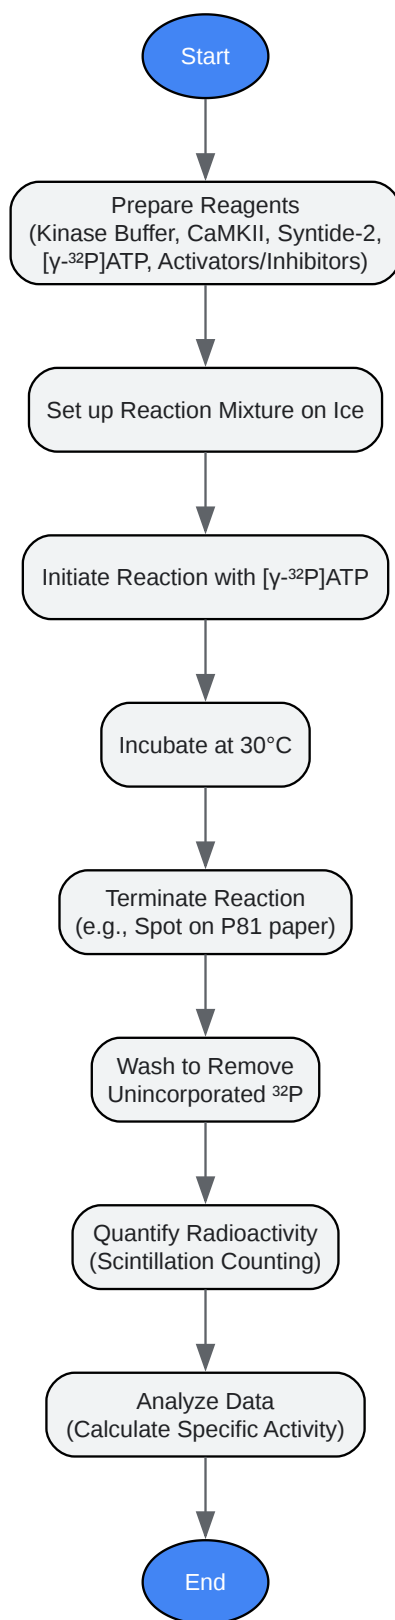 Start
Prepare Reagents
(Kinase Buffer, CaMKII, Syntide-2,
[γ-³²P]ATP, Activators/Inhibitors)
Set up Reaction Mixture on Ice
Initiate Reaction with [γ-³²P]ATP
Incubate at 30°C
Terminate Reaction
(e.g., Spot on P81 paper)
Wash to Remove
Unincorporated ³²P
Quantify Radioactivity
(Scintillation Counting)
Analyze Data
(Calculate Specific Activity)
End